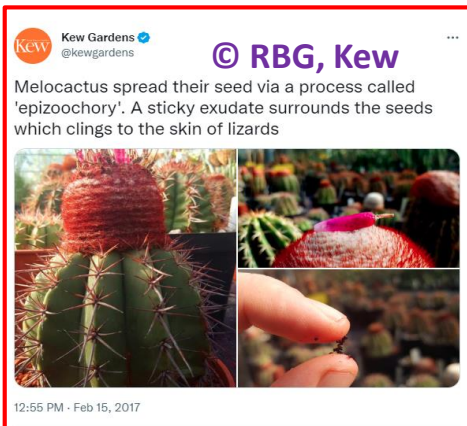 Kew
Kew Gardens
@kewgardens
...
© RBG, Kew
Melocactus spread their seed via a process called
'epizoochory'. A sticky exudate surrounds the seeds
which clings to the skin of lizards
12:55 PM · Feb 15, 2017